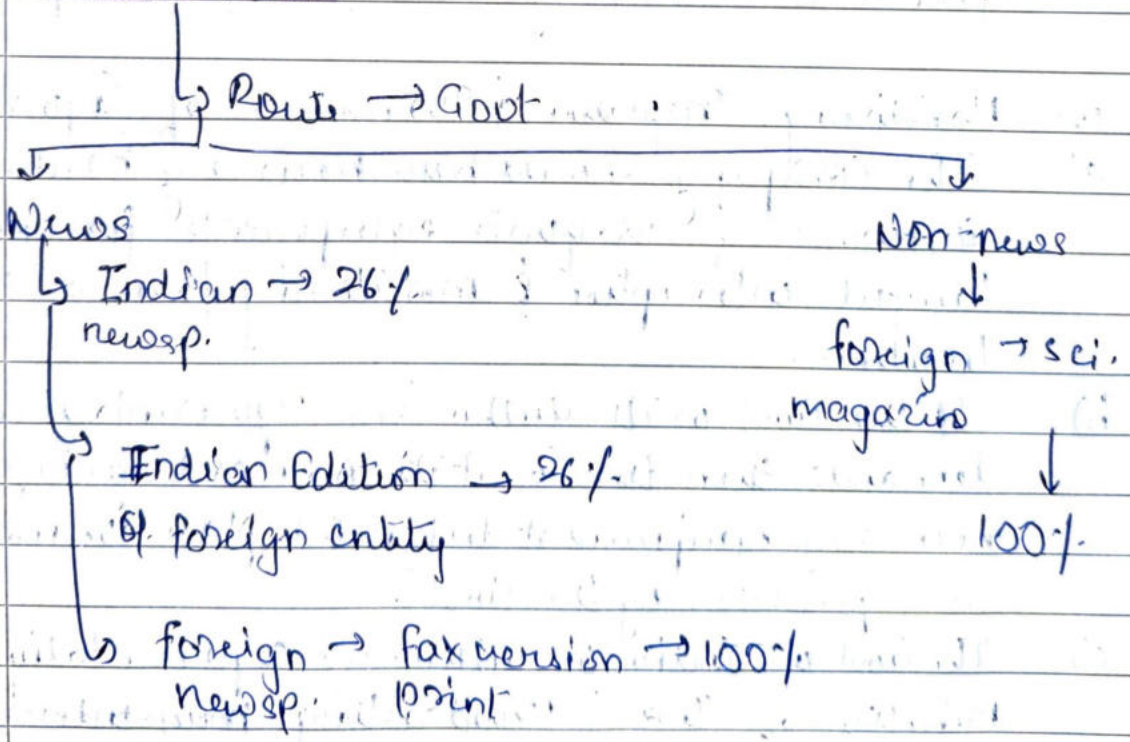 Route → Govt
News
Non-news
Indian → 26%
newsp.
foreign → sci.
magazine
Indian Edition → 26%.
of foreign entity
100%.
foreign → fax version → 100%
newsp. print